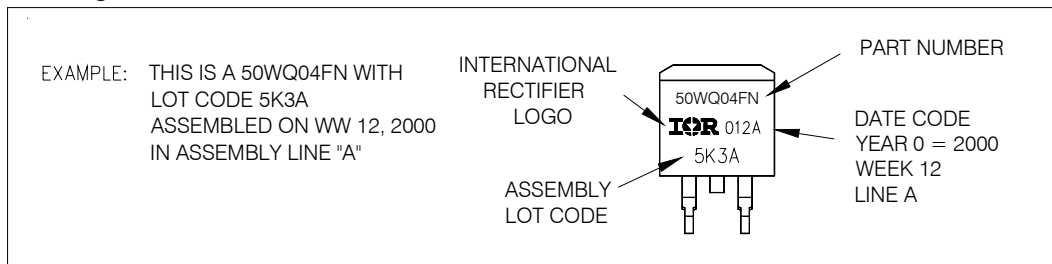 EXAMPLE: THIS IS A 50WQ04FN WITH
LOT CODE 5K3A
ASSEMBLED ON WW 12, 2000
IN ASSEMBLY LINE "A"
INTERNATIONAL
RECTIFIER
LOGO
ASSEMBLY
LOT CODE
50WQ04FN
IOR 012A
5K3A
PART NUMBER
DATE CODE
YEAR 0 = 2000
WEEK 12
LINE A